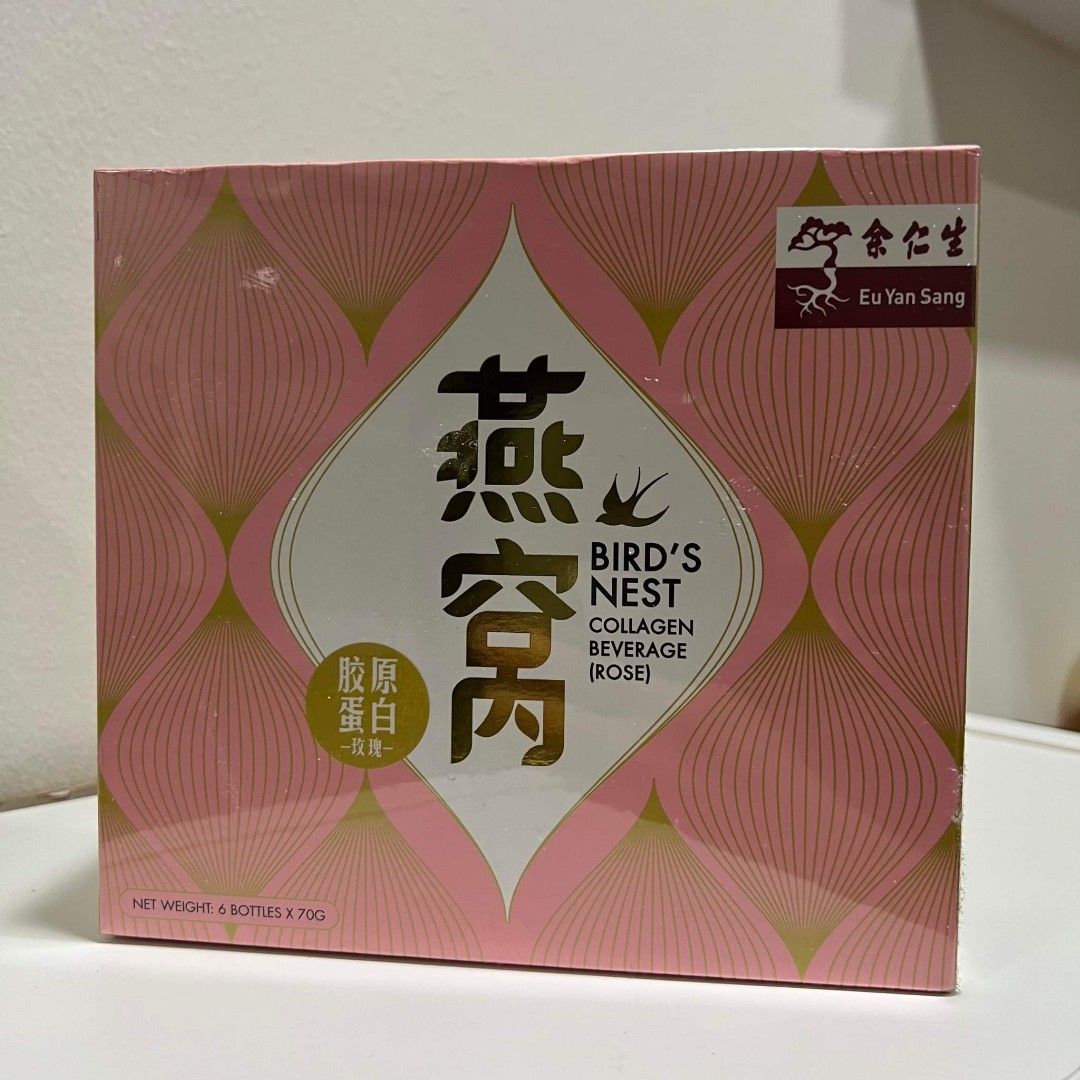 余仁生
Eu Yan Sang
燕窝
BIRD'S
NEST
COLLAGEN
BEVERAGE
(ROSE)
胶原
蛋白
–玫瑰–
NET WEIGHT: 6 BOTTLES X 70G